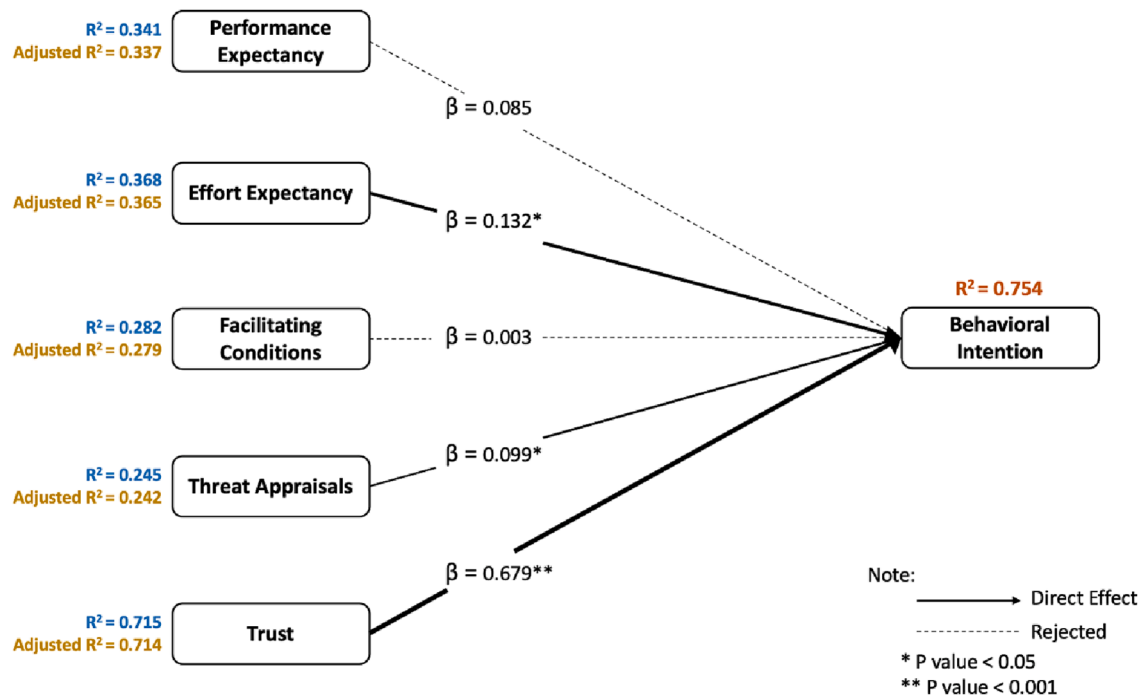 R² = 0.341
Adjusted R² = 0.337
Performance
Expectancy
β = 0.085
R² = 0.368
Adjusted R² = 0.365
Effort Expectancy
β = 0.132*
R² = 0.754
Behavioral
Intention
R² = 0.282
Adjusted R² = 0.279
Facilitating
Conditions
β = 0.003
R² = 0.245
Adjusted R² = 0.242
Threat Appraisals
β = 0.099*
R² = 0.715
Adjusted R² = 0.714
Trust
β = 0.679**
Note:
Direct Effect
Rejected
* P value < 0.05
** P value < 0.001